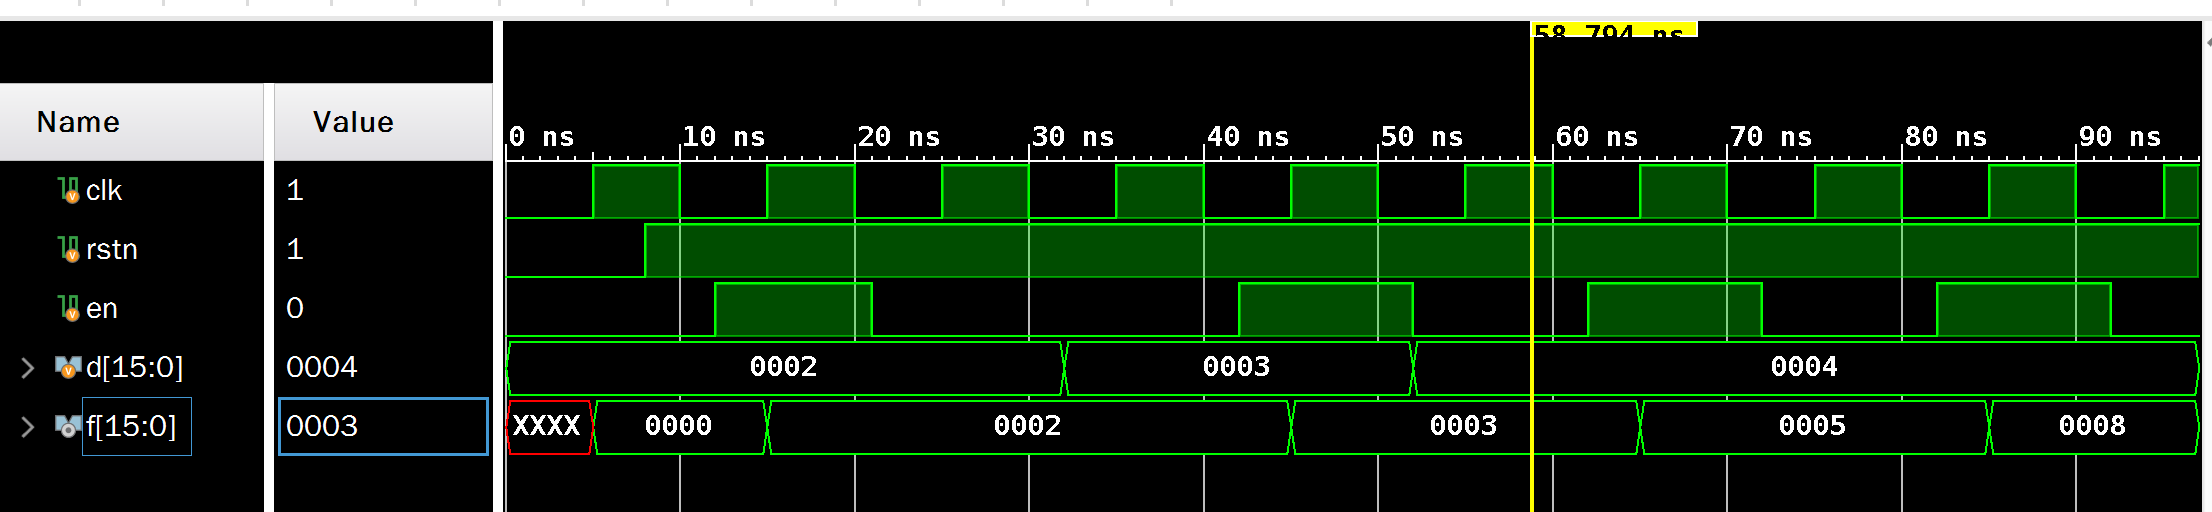 58.794 ns
Name Value
0 ns 10 ns 20 ns 30 ns 40 ns 50 ns 60 ns 70 ns 80 ns 90 ns
clk 1
rstn 1
en 0
d[15:0] 0004 0002 0003 0004
f[15:0] 0003 XXXX 0000 0002 0003 0005 0008